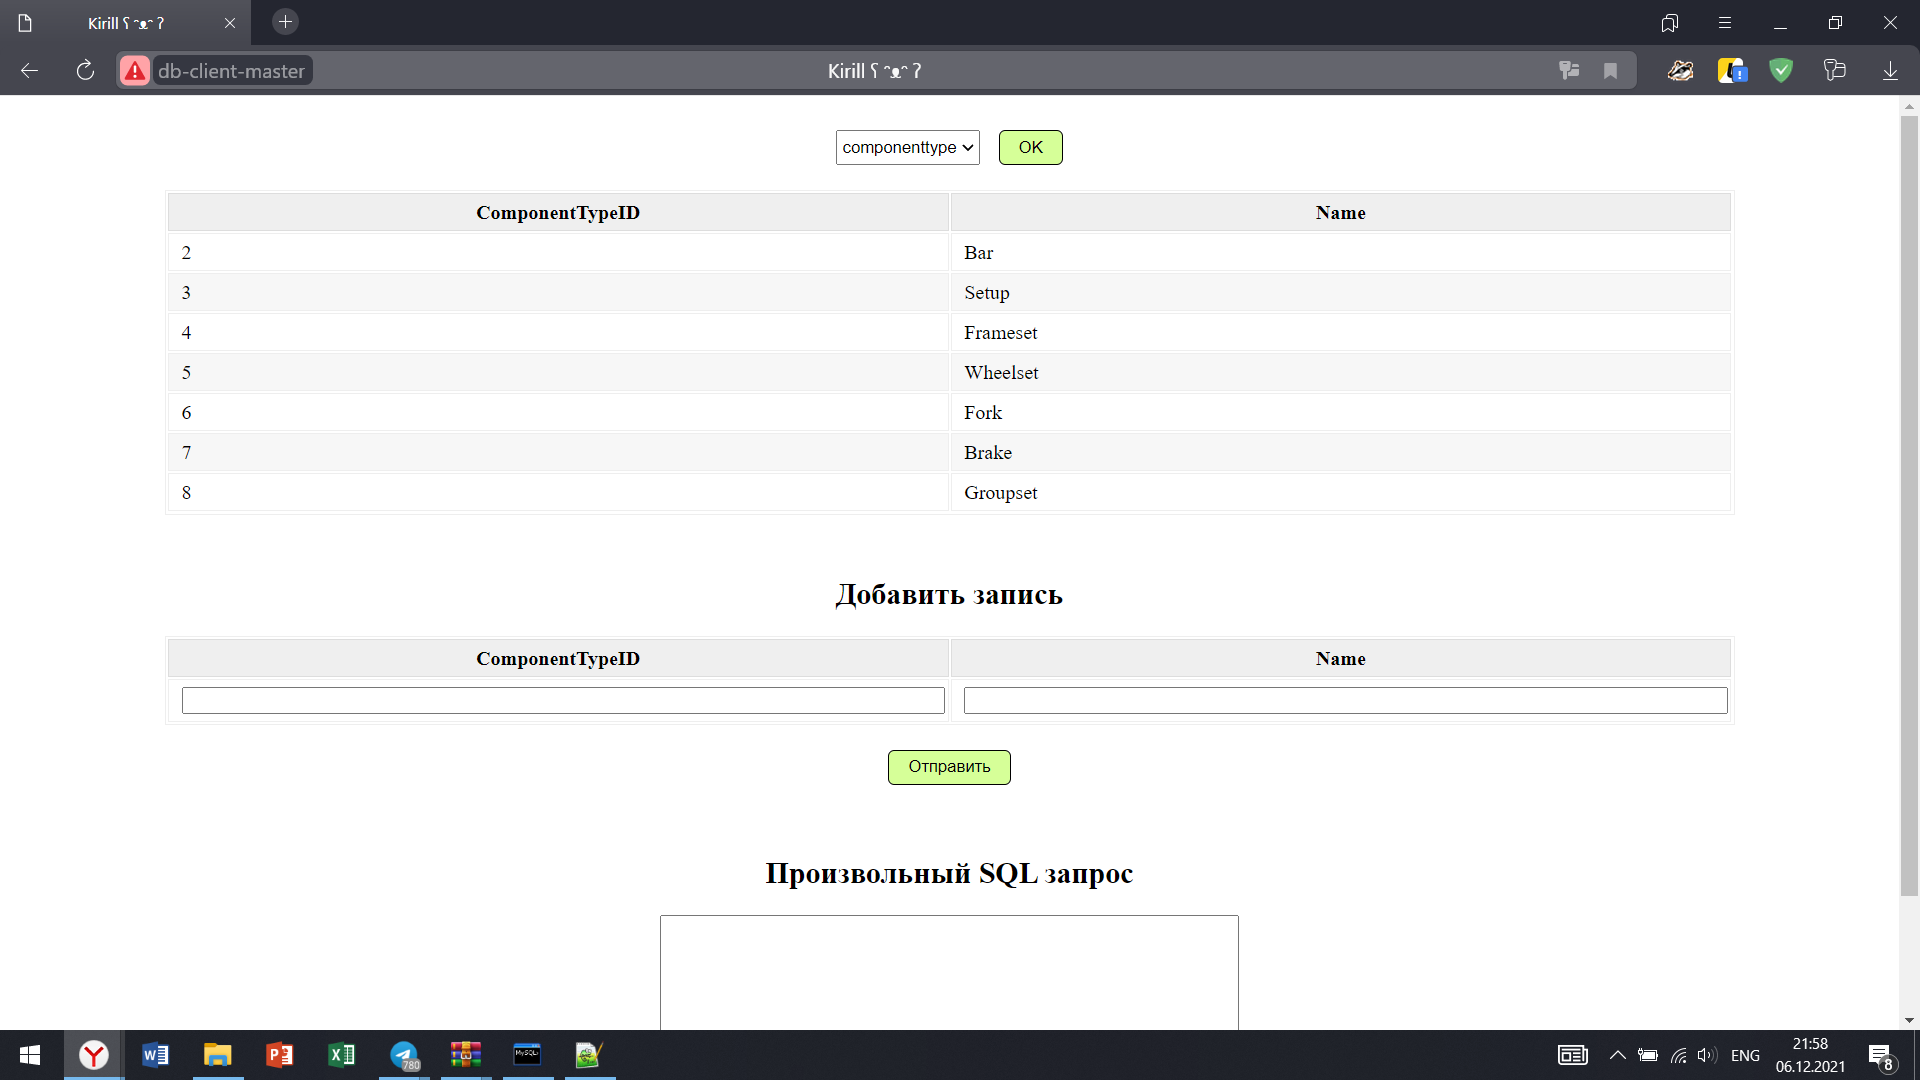 Kirill ʕ ᵔᴥᵔ ʔ
db-client-master
Kirill ʕ ᵔᴥᵔ ʔ
componenttype
OK
ComponentTypeID Name
2 Bar
3 Setup
4 Frameset
5 Wheelset
6 Fork
7 Brake
8 Groupset
Добавить запись
ComponentTypeID Name
Отправить
Произвольный SQL запрос
780
ENG
21:58
06.12.2021
8